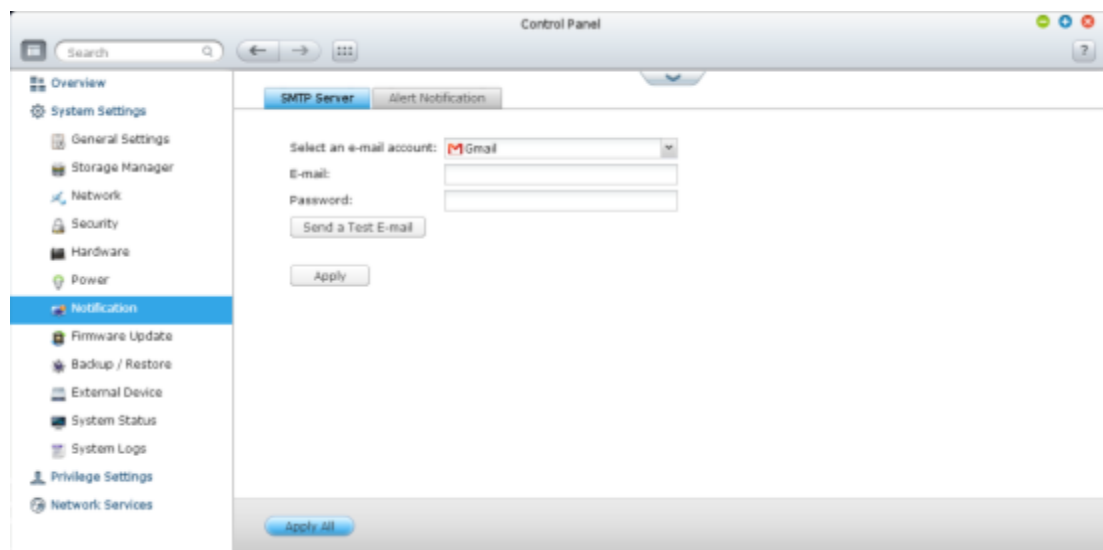 Control Panel
Search
?
Overview
System Settings
General Settings
Storage Manager
Network
Security
Hardware
Power
Notification
Firmware Update
Backup / Restore
External Device
System Status
System Logs
Privilege Settings
Network Services
SMTP Server Alert Notification
Select an e-mail account: Gmail
E-mail:
Password:
Send a Test E-mail
Apply
Apply All